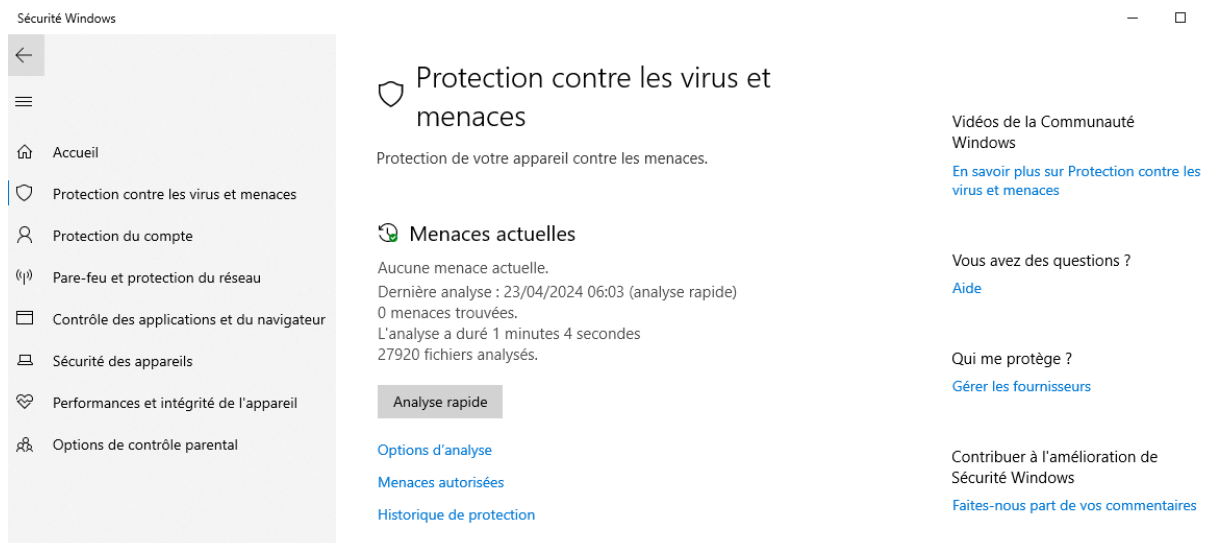 Sécurité Windows
Accueil
Protection contre les virus et menaces
Protection du compte
Pare-feu et protection du réseau
Contrôle des applications et du navigateur
Sécurité des appareils
Performances et intégrité de l'appareil
Options de contrôle parental
Protection contre les virus et
menaces
Protection de votre appareil contre les menaces.
Menaces actuelles
Aucune menace actuelle.
Dernière analyse : 23/04/2024 06:03 (analyse rapide)
0 menaces trouvées.
L'analyse a duré 1 minutes 4 secondes
27920 fichiers analysés.
Analyse rapide
Options d'analyse
Menaces autorisées
Historique de protection
Vidéos de la Communauté
Windows
En savoir plus sur Protection contre les
virus et menaces
Vous avez des questions ?
Aide
Qui me protège ?
Gérer les fournisseurs
Contribuer à l'amélioration de
Sécurité Windows
Faites-nous part de vos commentaires